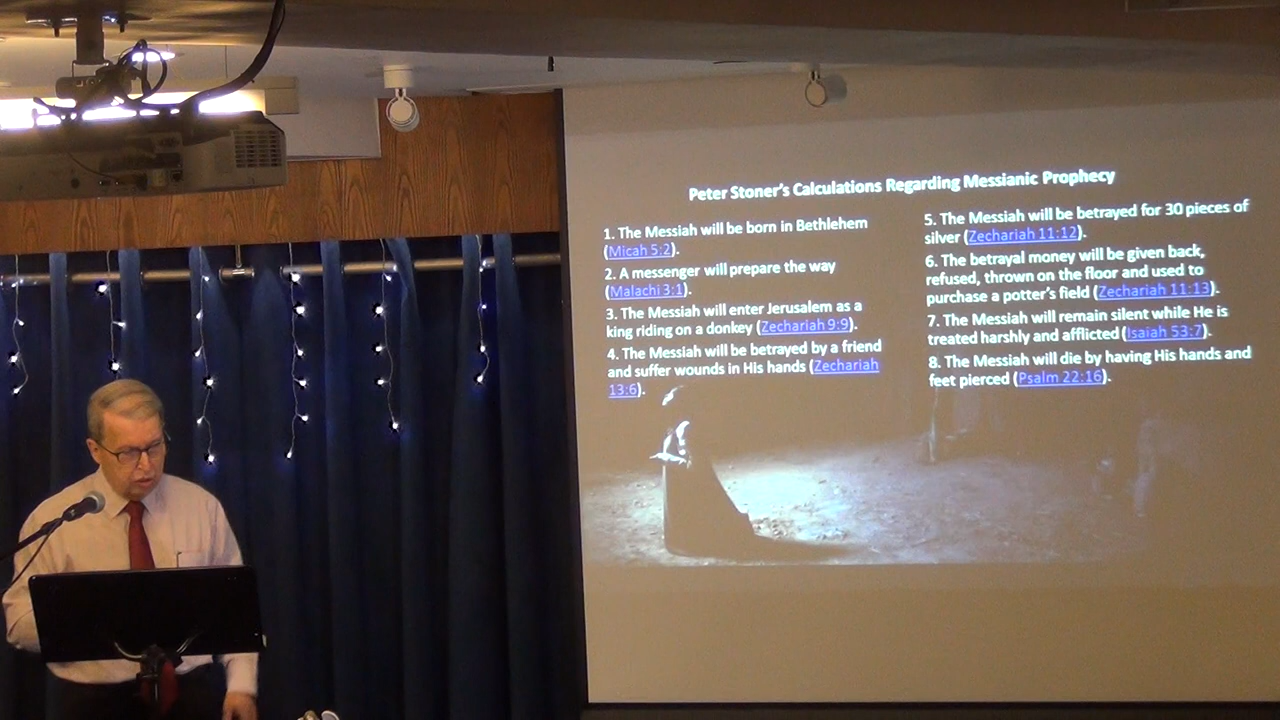 Peter Stoner's Calculations Regarding Messianic Prophecy
1. The Messiah will be born in Bethlehem
(Micah 5:2).
2. A messenger will prepare the way
(Malachi 3:1).
3. The Messiah will enter Jerusalem as a
king riding on a donkey (Zechariah 9:9).
4. The Messiah will be betrayed by a friend
and suffer wounds in His hands (Zechariah
13:6).
5. The Messiah will be betrayed for 30 pieces of
silver (Zechariah 11:12).
6. The betrayal money will be given back,
refused, thrown on the floor and used to
purchase a potter's field (Zechariah 11:13).
7. The Messiah will remain silent while He is
treated harshly and afflicted (Isaiah 53:7).
8. The Messiah will die by having His hands and
feet pierced (Psalm 22:16).